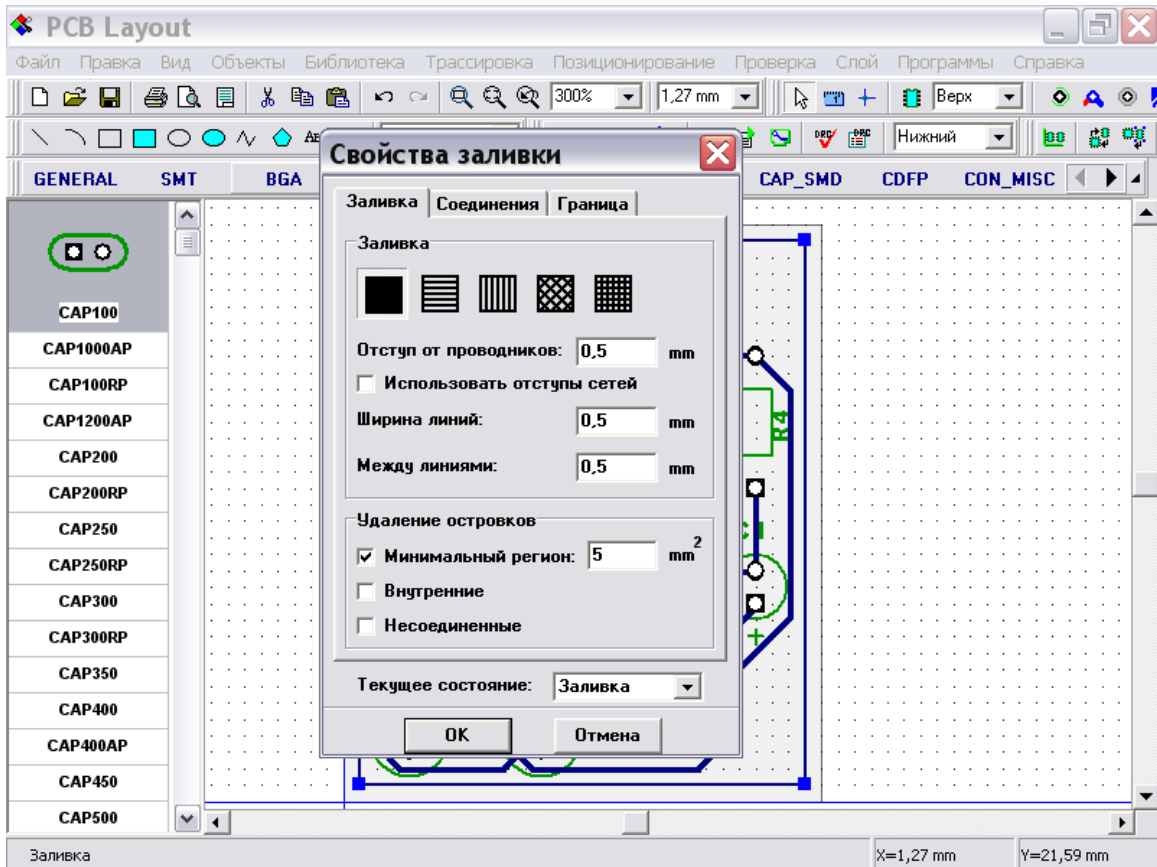 PCB Layout
Файл Правка Вид Объекты Библиотека Трассировка Позиционирование Проверка Слой Программы Справка
300% 1,27 mm Верх
DRC DRC Нижний
GENERAL SMT BGA CAP_SMD CDFP CON_MISC
Свойства заливки
Заливка Соединения Граница
Заливка
Отступ от проводников: 0,5 mm
Использовать отступы сетей
Ширина линий: 0,5 mm
Между линиями: 0,5 mm
Удаление островков
Минимальный регион: 5 mm2
Внутренние
Несоединенные
Текущее состояние: Заливка
OK Отмена
CAP100
CAP1000AP
CAP100RP
CAP1200AP
CAP200
CAP200RP
CAP250
CAP250RP
CAP300
CAP300RP
CAP350
CAP400
CAP400AP
CAP450
CAP500
R4
+
Заливка X=1,27 mm Y=21,59 mm